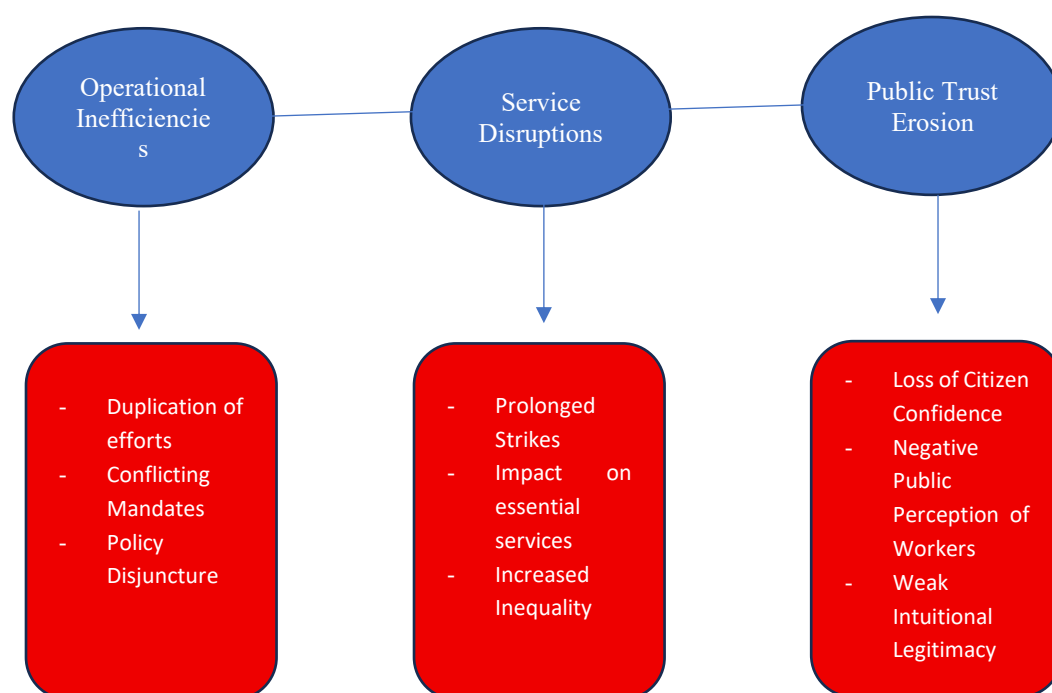 Operational
Inefficiencie
s
Service
Disruptions
Public Trust
Erosion
- Duplication of
efforts
- Conflicting
Mandates
- Policy
Disjuncture
- Prolonged
Strikes
- Impact on
essential
services
- Increased
Inequality
- Loss of Citizen
Confidence
- Negative
Public
Perception of
Workers
- Weak
Intuitional
Legitimacy